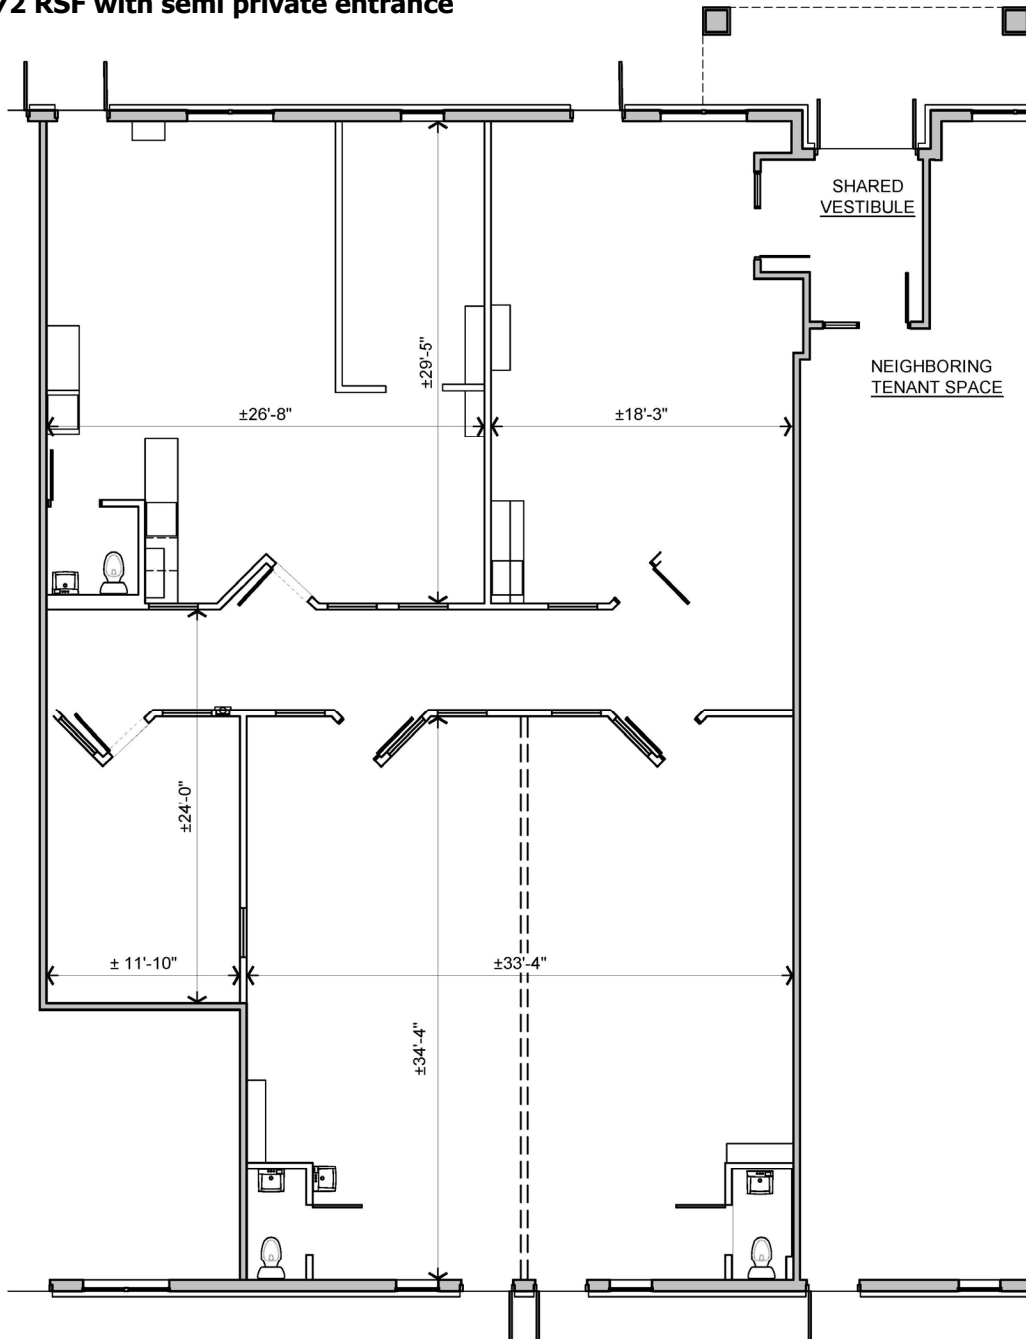 72 RSF with semi private entrance
SHARED
VESTIBULE
NEIGHBORING
TENANT SPACE
±29'-5"
±26'-8"
±18'-3"
±24'-0"
± 11'-10"
±33'-4"
±34'-4"